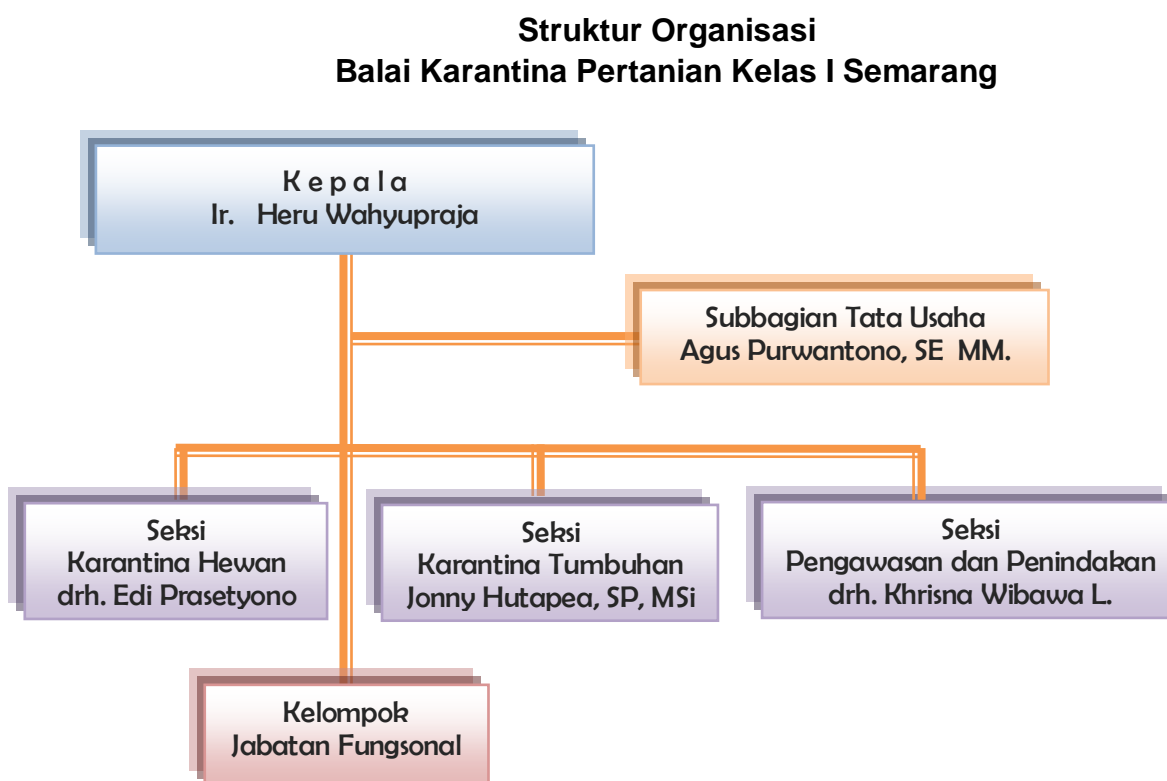 Struktur Organisasi
Balai Karantina Pertanian Kelas I Semarang
K e p a l a
Ir. Heru Wahyupraja
Subbagian Tata Usaha
Agus Purwantono, SE MM.
Seksi
Karantina Hewan
drh. Edi Prasetyono
Seksi
Karantina Tumbuhan
Jonny Hutapea, SP, MSi
Seksi
Pengawasan dan Penindakan
drh. Khrisna Wibawa L.
Kelompok
Jabatan Fungsonal